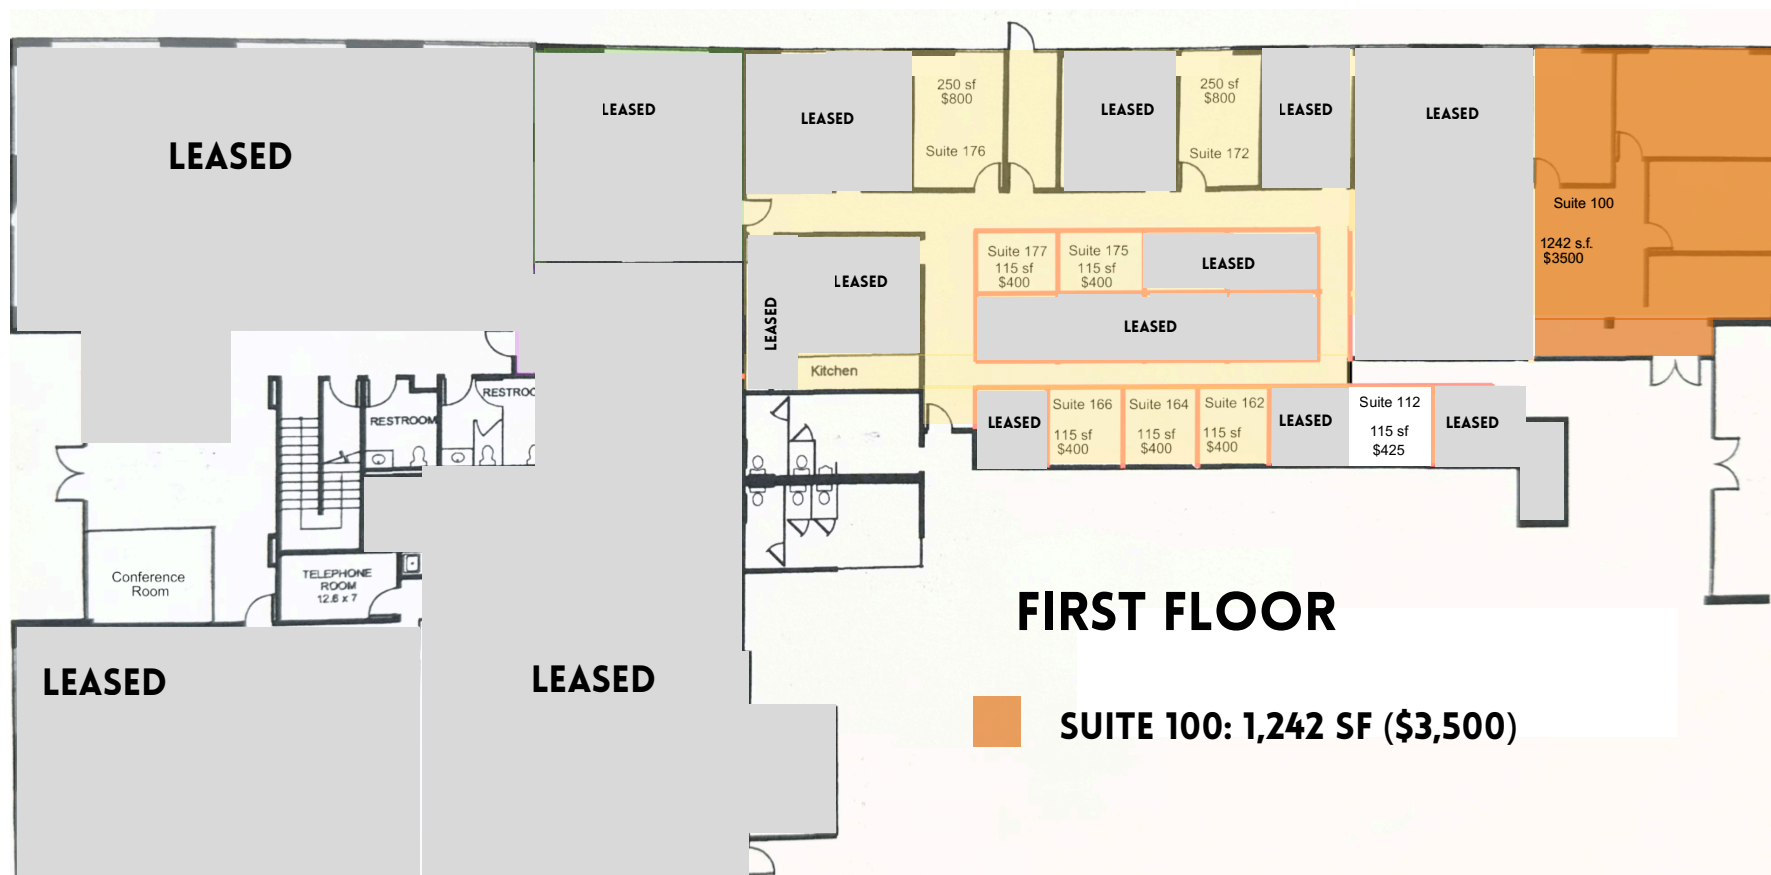 LEASED
LEASED
LEASED
250 sf
$800
Suite 176
LEASED
250 sf
$800
Suite 172
LEASED
LEASED
Suite 100
1242 s.f.
$3500
Suite 177
115 sf
$400
Suite 175
115 sf
$400
LEASED
LEASED
LEASED
LEASED
Kitchen
RESTROOM
RESTROO
LEASED
Suite 166
115 sf
$400
Suite 164
115 sf
$400
Suite 162
115 sf
$400
LEASED
Suite 112
115 sf
$425
LEASED
Conference
Room
TELEPHONE
ROOM
12.6 x 7
LEASED
LEASED
FIRST FLOOR
SUITE 100: 1,242 SF ($3,500)